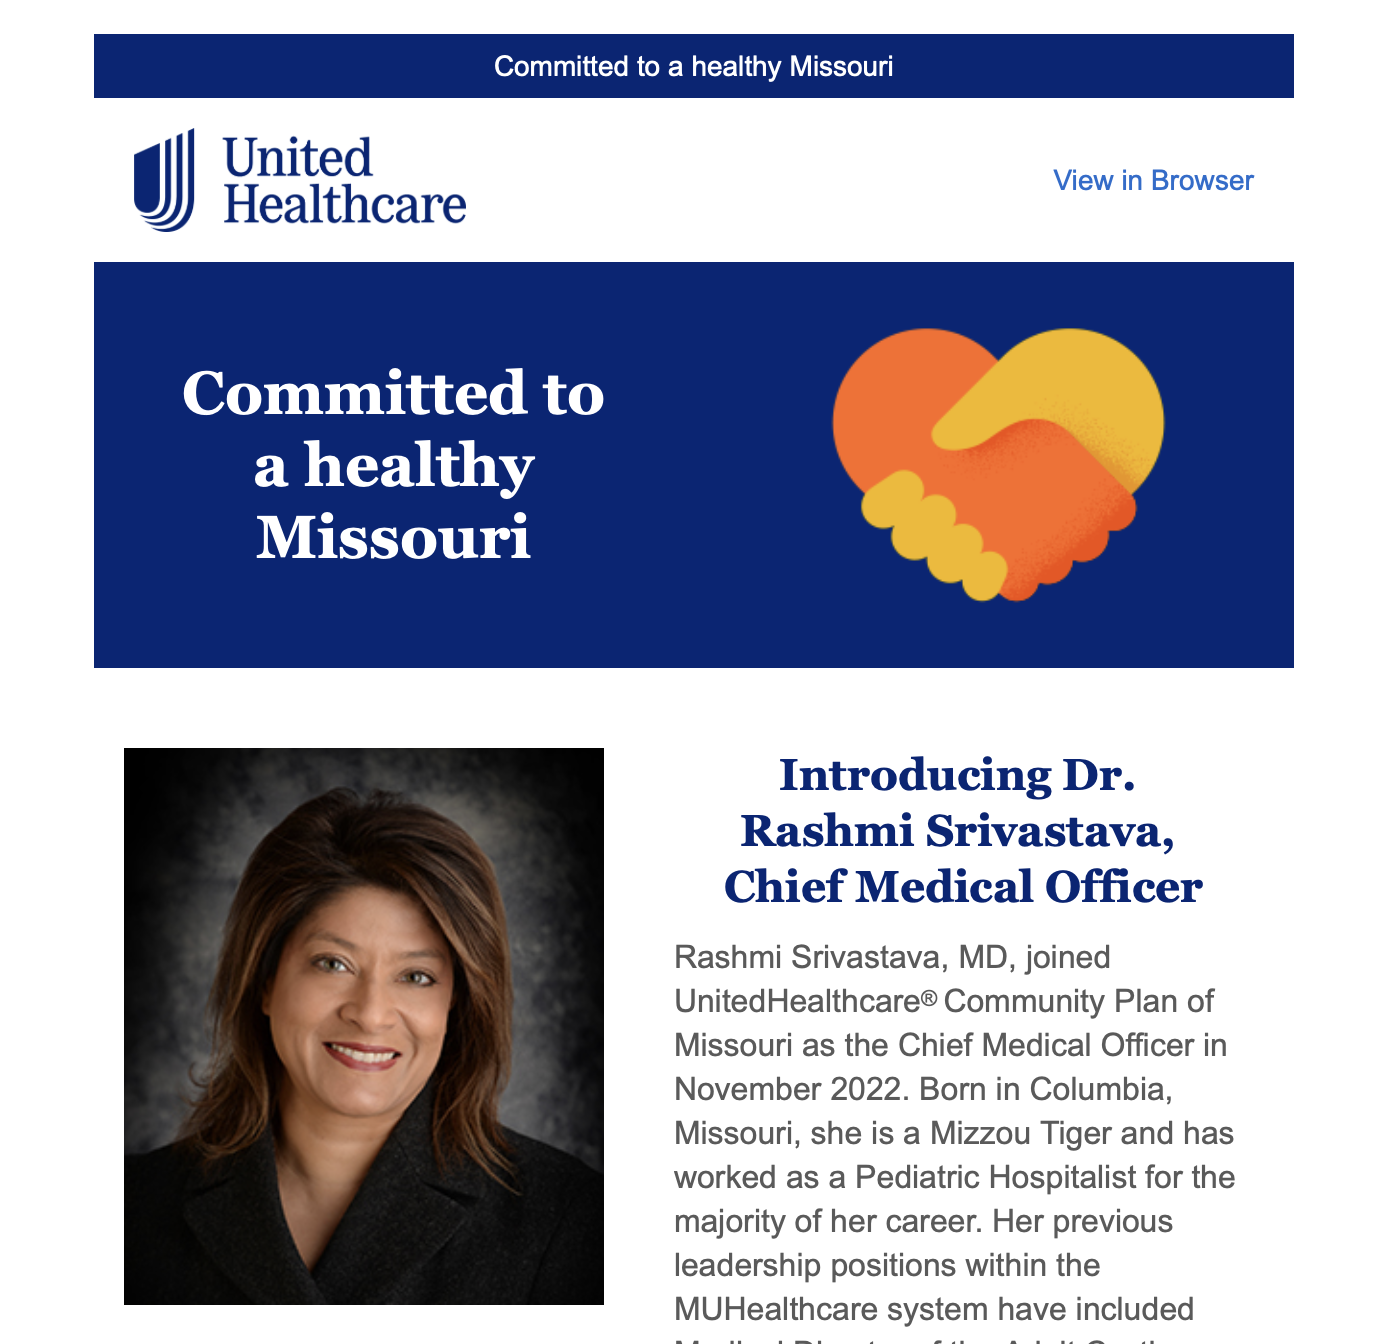 Committed to a healthy Missouri
United
Healthcare
View in Browser
Committed to
a healthy
Missouri
Introducing Dr.
Rashmi Srivastava,
Chief Medical Officer
Rashmi Srivastava, MD, joined
UnitedHealthcare® Community Plan of
Missouri as the Chief Medical Officer in
November 2022. Born in Columbia,
Missouri, she is a Mizzou Tiger and has
worked as a Pediatric Hospitalist for the
majority of her career. Her previous
leadership positions within the
MUHealthcare system have included